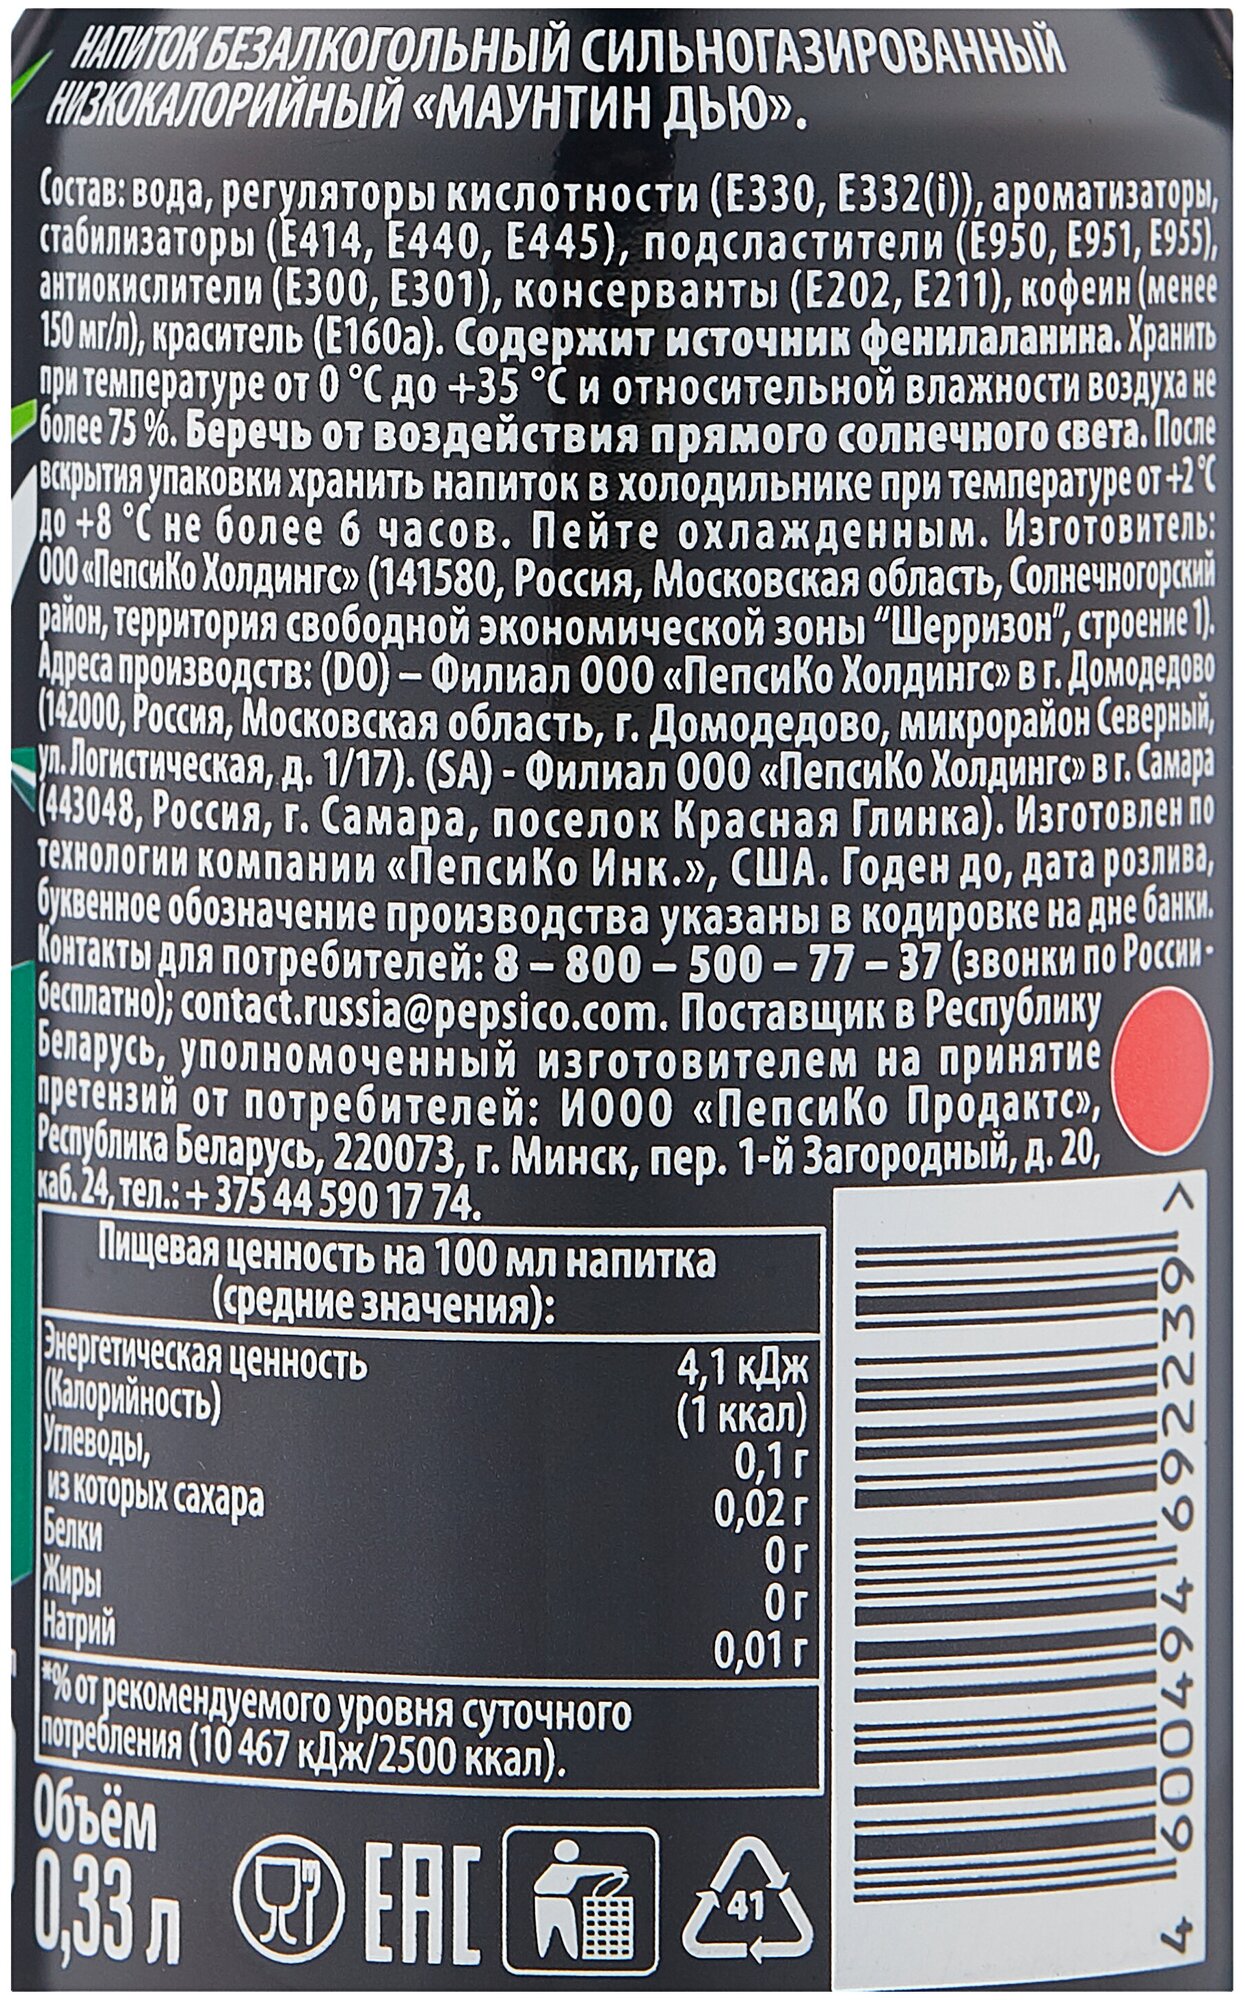 НАПИТОК БЕЗАЛКОГОЛЬНЫЙ СИЛЬНОГАЗИРОВАННЫЙ
НИЗКОКАЛОРИЙНЫЙ «МАУНТИН ДЬЮ».
Состав: вода, регуляторы кислотности (Е330, Е332(i)), ароматизаторы,
стабилизаторы (Е414, Е440, Е445), подсластители (Е950, Е951, Е955),
антиокислители (Е300, Е301), консерванты (Е202, Е211), кофеин (менее
150 мг/л), краситель (Е160а). Содержит источник фенилаланина. Хранить
при температуре от 0 °С до +35 °С и относительной влажности воздуха не
более 75 %. Беречь от воздействия прямого солнечного света. После
вскрытия упаковки хранить напиток в холодильнике при температуре от +2 °С
до +8 °С не более 6 часов. Пейте охлажденным. Изготовитель:
ООО «ПепсиКо Холдингс» (141580, Россия, Московская область, Солнечногорский
район, территория свободной экономической зоны "Шерризон", строение 1).
Адреса производств: (DO) – Филиал ООО «ПепсиКо Холдингс» в г. Домодедово
(142000, Россия, Московская область, г. Домодедово, микрорайон Северный,
ул. Логистическая, д. 1/17). (SA) - Филиал ООО «ПепсиКо Холдингс» в г. Самара
(443048, Россия, г. Самара, поселок Красная Глинка). Изготовлен по
технологии компании «ПепсиКо Инк.», США. Годен до, дата розлива,
буквенное обозначение производства указаны в кодировке на дне банки.
Контакты для потребителей: 8 – 800 – 500 – 77 – 37 (звонки по России -
бесплатно); contact.russia@pepsico.com. Поставщик в Республику
Беларусь, уполномоченный изготовителем на принятие
претензий от потребителей: ИООО «ПепсиКо Продактс»,
Республика Беларусь, 220073, г. Минск, пер. 1-й Загородный, д. 20,
каб. 24, тел.: + 375 44 590 17 74.
Пищевая ценность на 100 мл напитка
(средние значения):
Энергетическая ценность 4,1 кДж
(Калорийность) (1 ккал)
Углеводы, 0,1 г
из которых сахара 0,02 г
Белки 0 г
Жиры 0 г
Натрий 0,01 г
*% от рекомендуемого уровня суточного
потребления (10 467 кДж/2500 ккал).
Объём
0,33 л
ЕАС
41
4 600494 692239 >